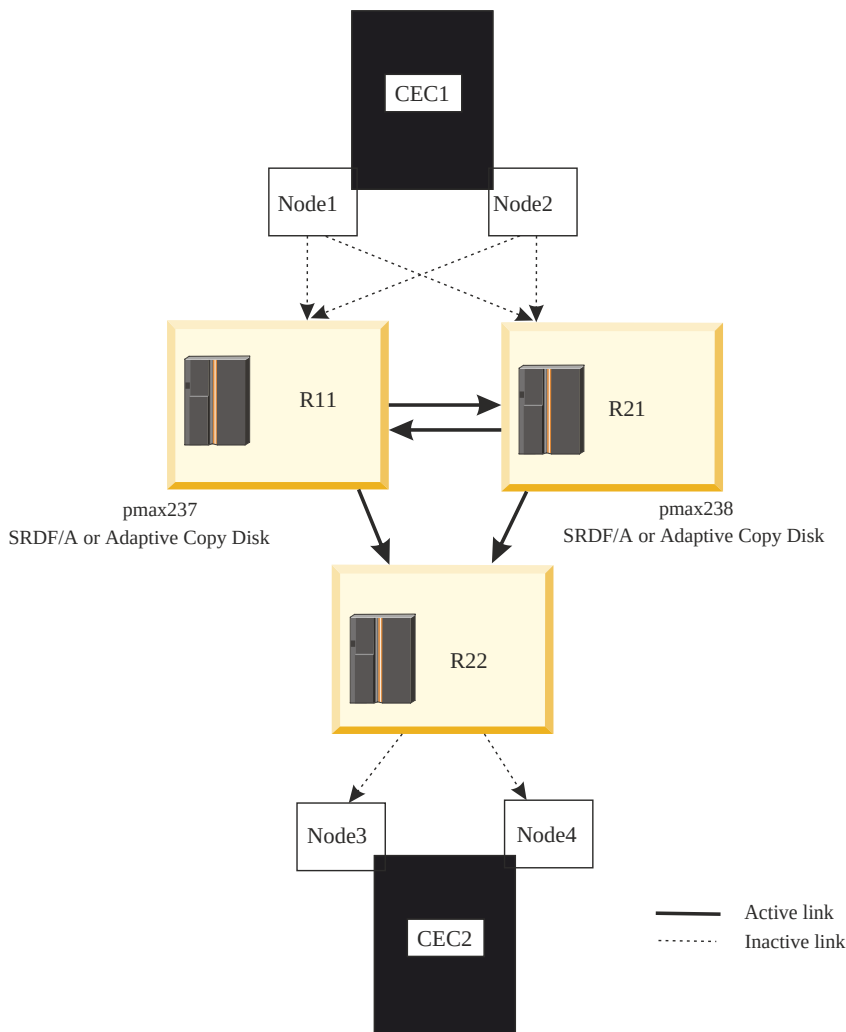 CEC1
Node1
Node2
R11
R21
pmax237
SRDF/A or Adaptive Copy Disk
pmax238
SRDF/A or Adaptive Copy Disk
R22
Node3
Node4
CEC2
Active link
Inactive link